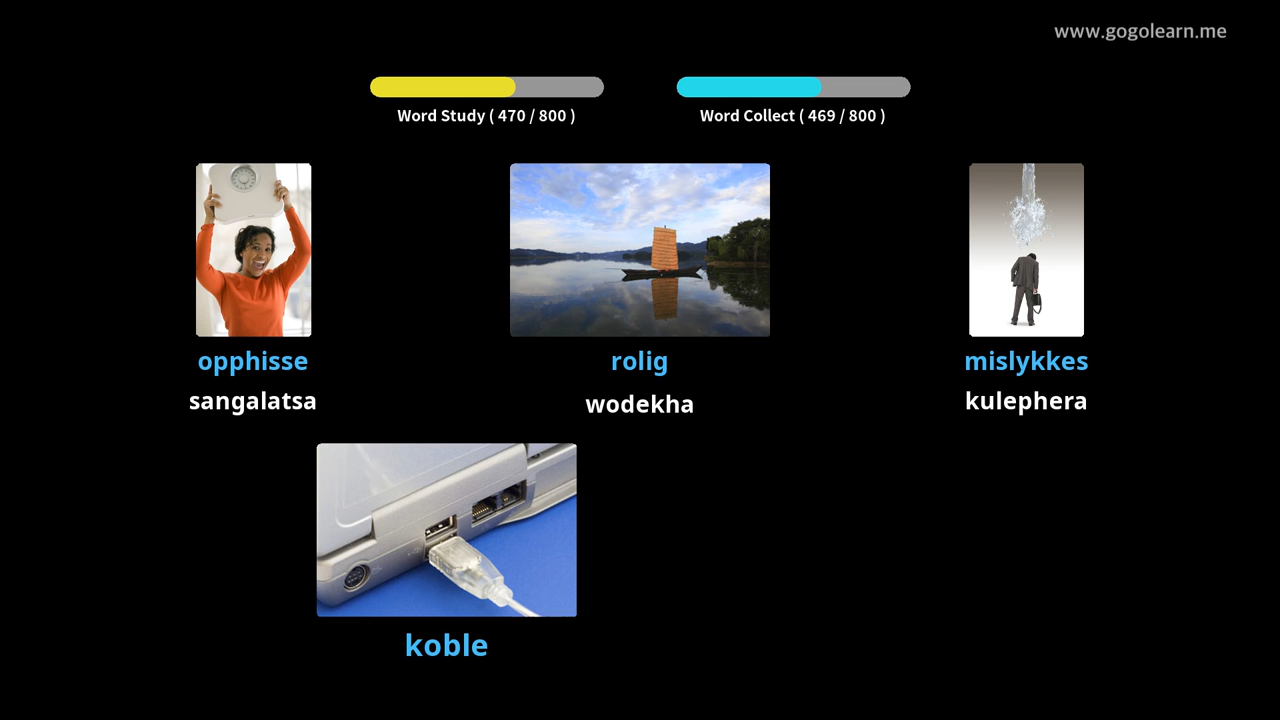 www.gogolearn.me
Word Study ( 470 / 800 )
Word Collect ( 469 / 800 )
opphisse
rolig
mislykkes
sangalatsa
wodekha
kulephera
koble